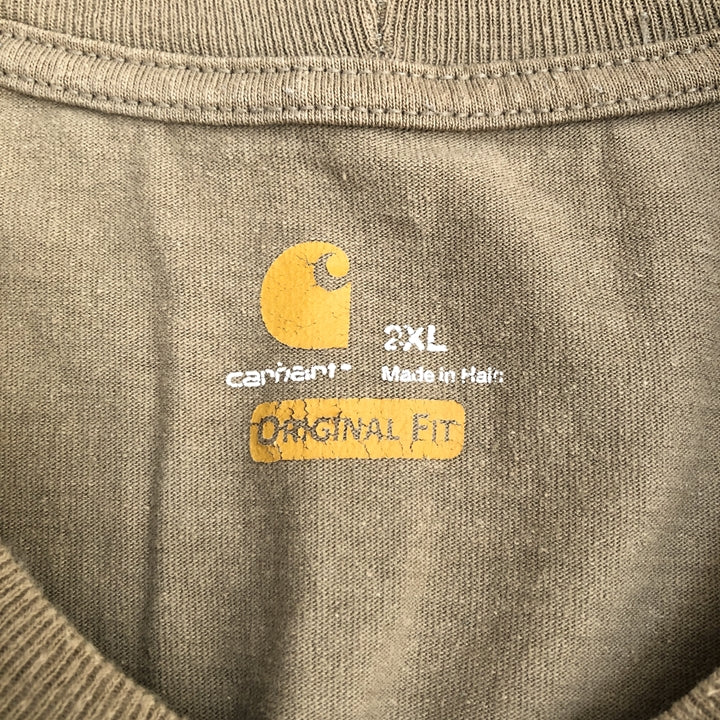 2XL
carhartt
Made in Haiti
ORIGINAL FIT